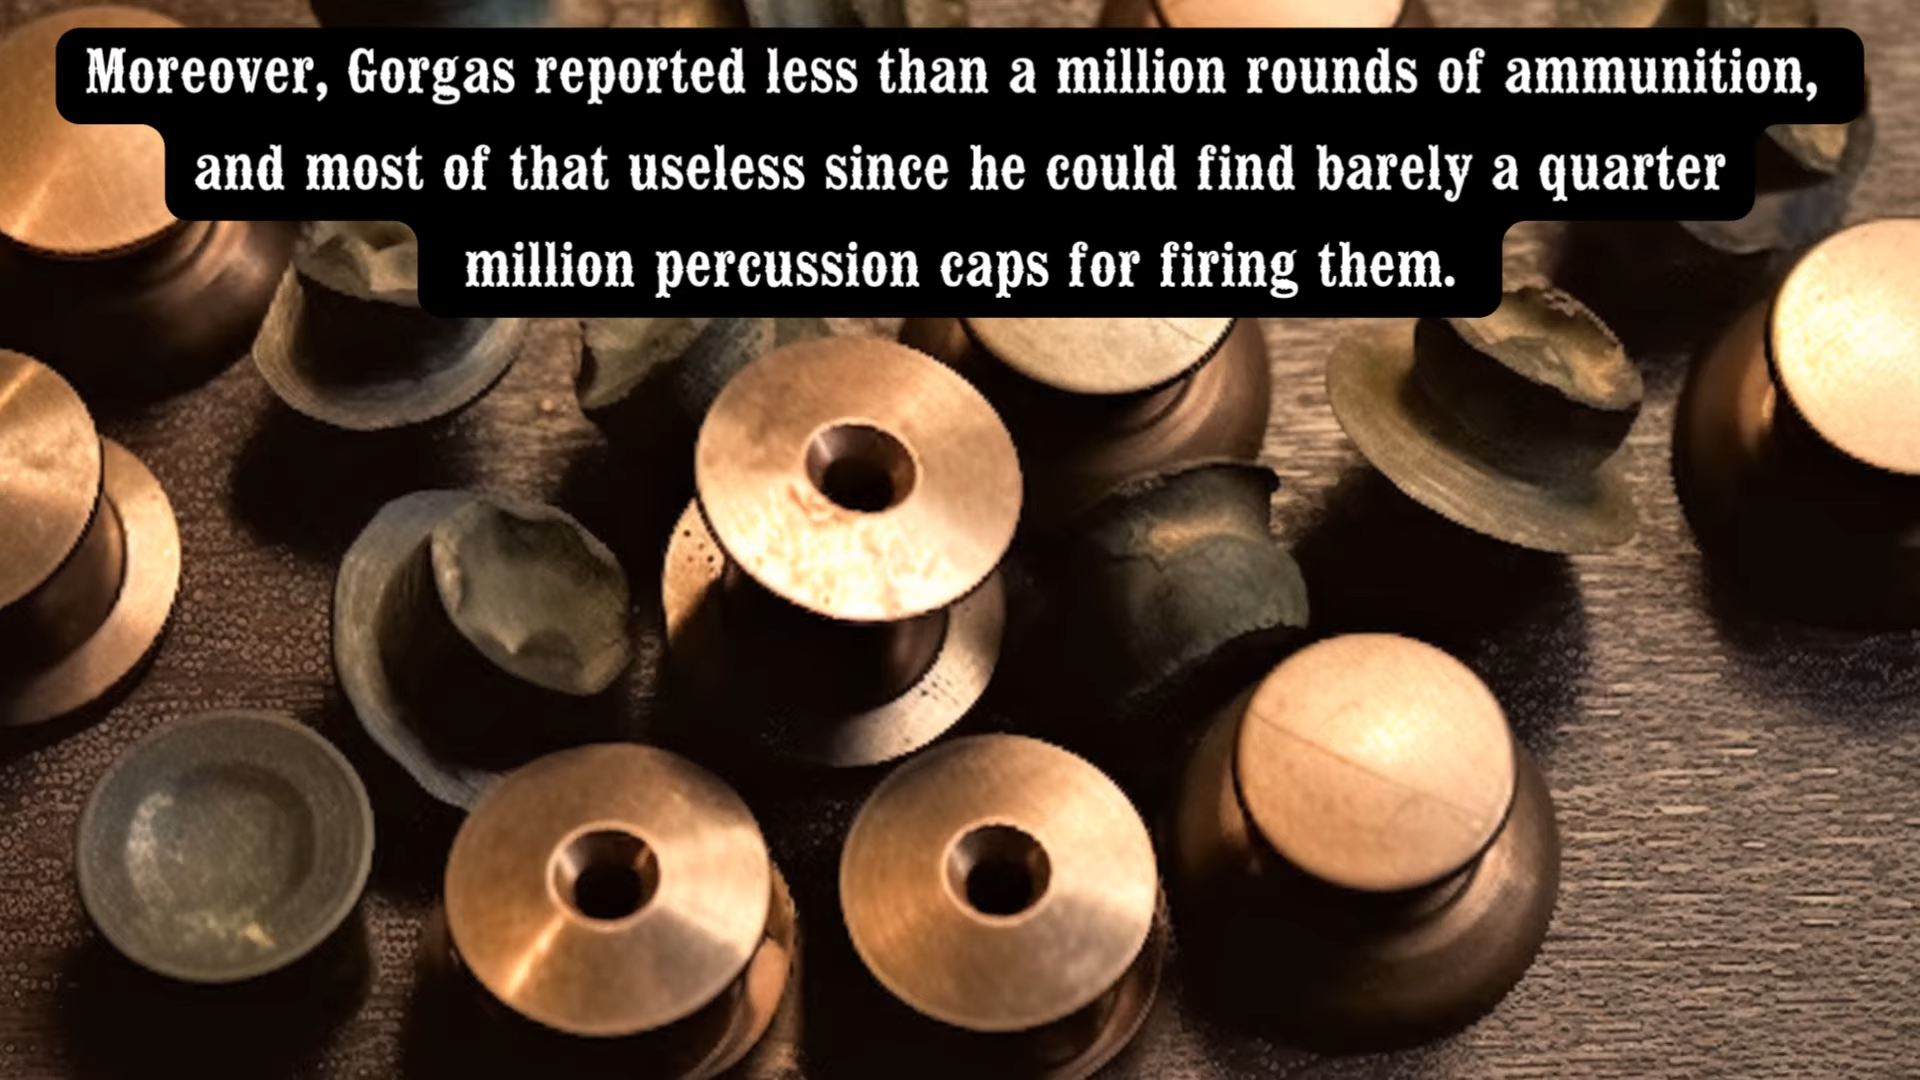 Moreover, Gorgas reported less than a million rounds of ammunition,
and most of that useless since he could find barely a quarter
million percussion caps for firing them.